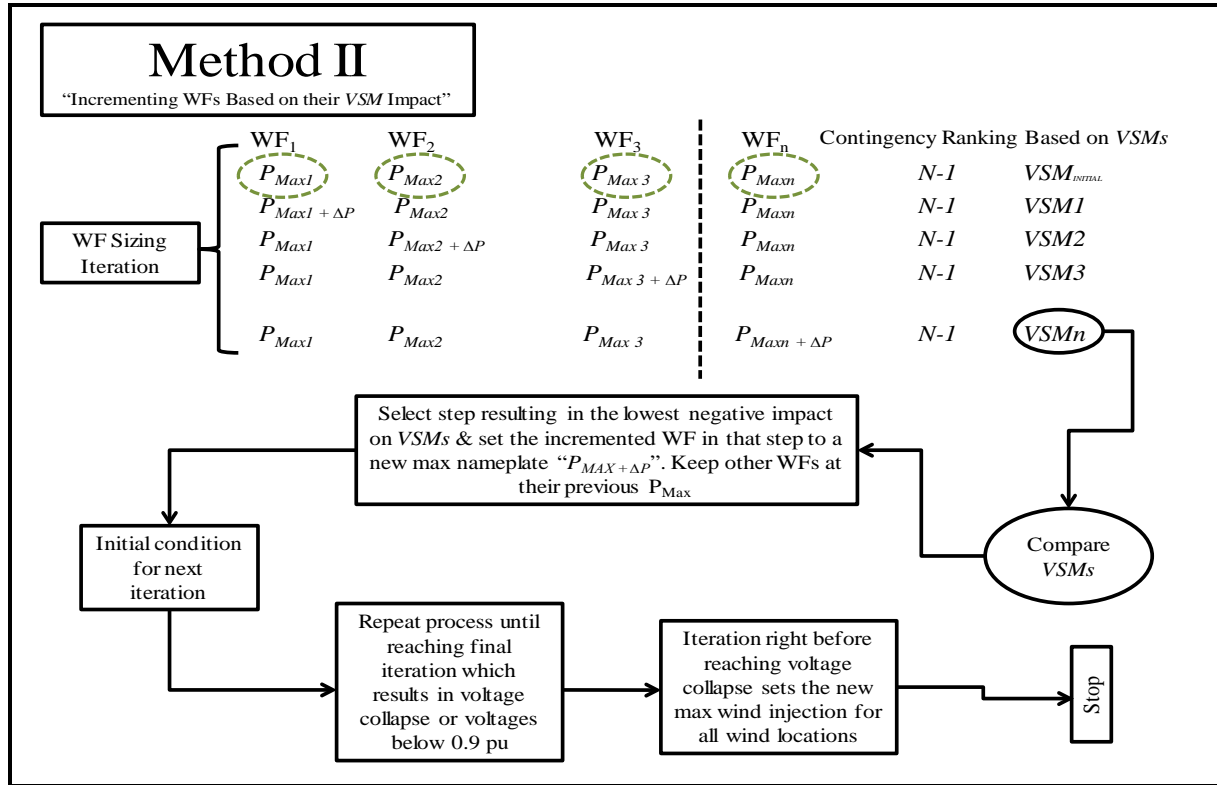 Method II
“Incrementing WFs Based on their VSM Impact”
WF1 WF2 WF3 WFn Contingency Ranking Based on VSMs
PMax1 PMax2 PMax 3 PMaxn N-1 VSMINITIAL
PMax1 + ΔP PMax2 PMax 3 PMaxn N-1 VSM1
PMax1 PMax2 + ΔP PMax 3 PMaxn N-1 VSM2
PMax1 PMax2 PMax 3 + ΔP PMaxn N-1 VSM3
PMax1 PMax2 PMax 3 PMaxn + ΔP N-1 VSMn
WF Sizing
Iteration
Select step resulting in the lowest negative impact
on VSMs & set the incremented WF in that step to a
new max nameplate “PMAX + ΔP”. Keep other WFs at
their previous PMax
Compare
VSMs
Initial condition
for next
iteration
Repeat process until
reaching final
iteration which
results in voltage
collapse or voltages
below 0.9 pu
Iteration right before
reaching voltage
collapse sets the new
max wind injection for
all wind locations
Stop